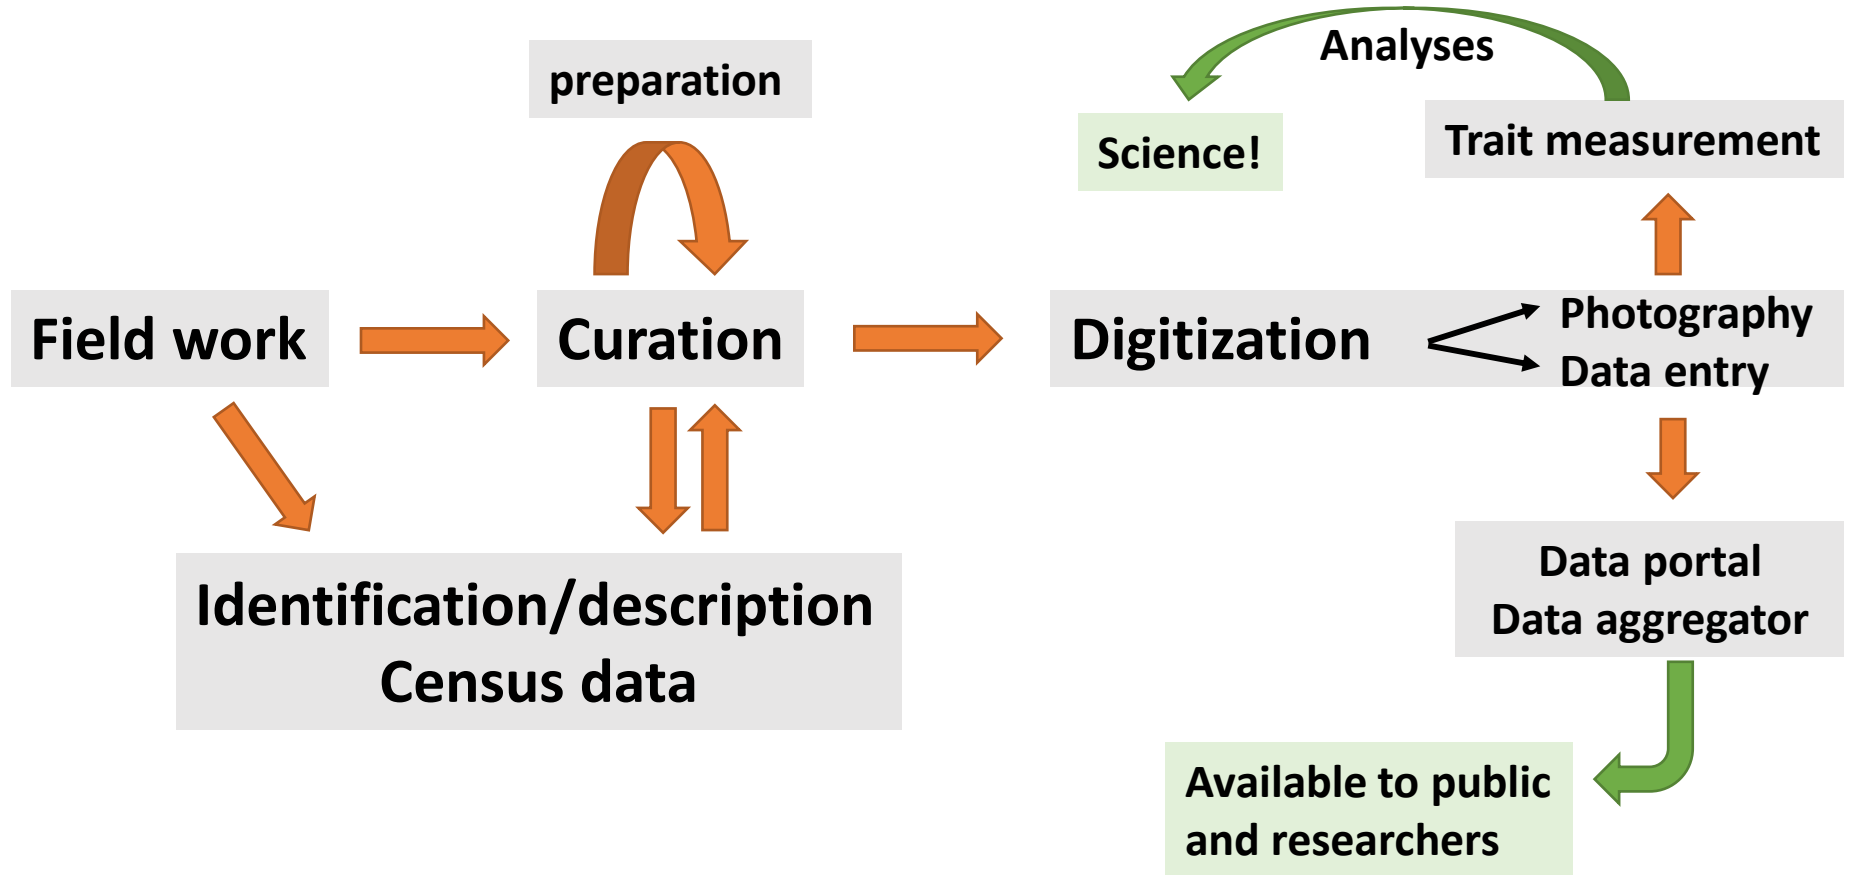 Analyses
preparation
Science!
Trait measurement
Field work
Curation
Digitization
Photography
Data entry
Identification/description
Census data
Data portal
Data aggregator
Available to public
and researchers